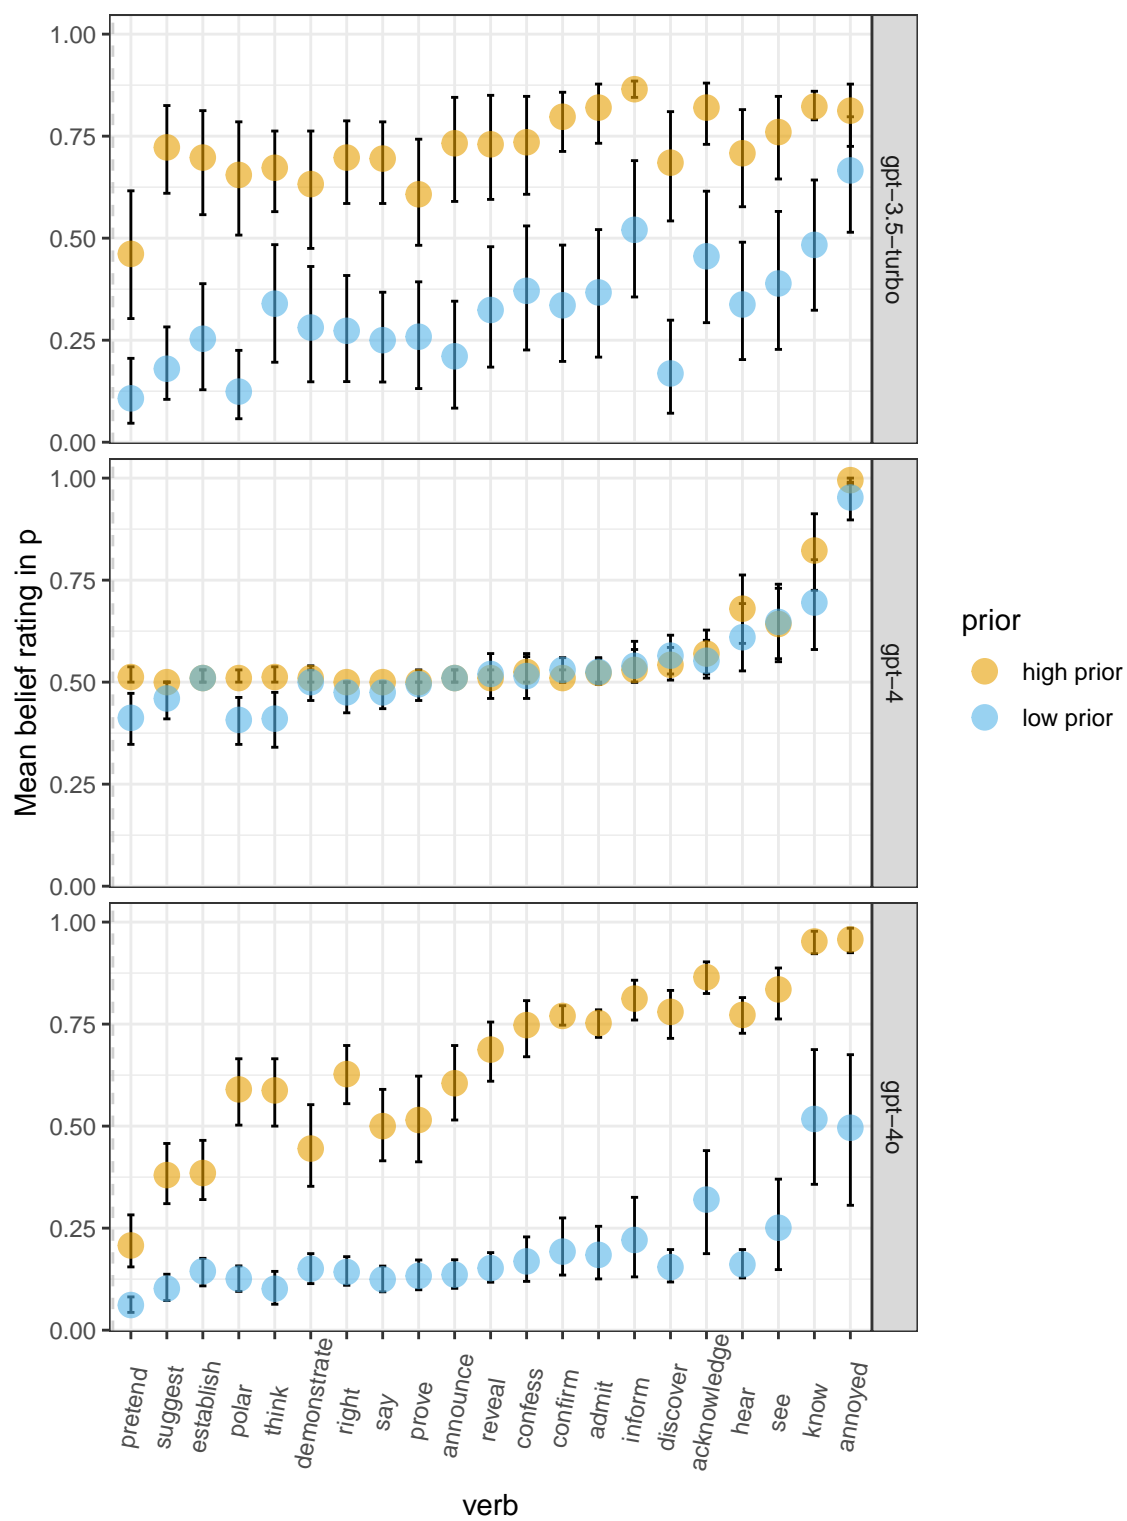 1.00
0.75
0.50
0.25
0.00
gpt−3.5−turbo
1.00
0.75
0.50
0.25
0.00
gpt−4
1.00
0.75
0.50
0.25
0.00
gpt−4o
Mean belief rating in p
pretend
suggest
establish
polar
think
demonstrate
right
say
prove
announce
reveal
confess
confirm
admit
inform
discover
acknowledge
hear
see
know
annoyed
verb
prior
high prior
low prior